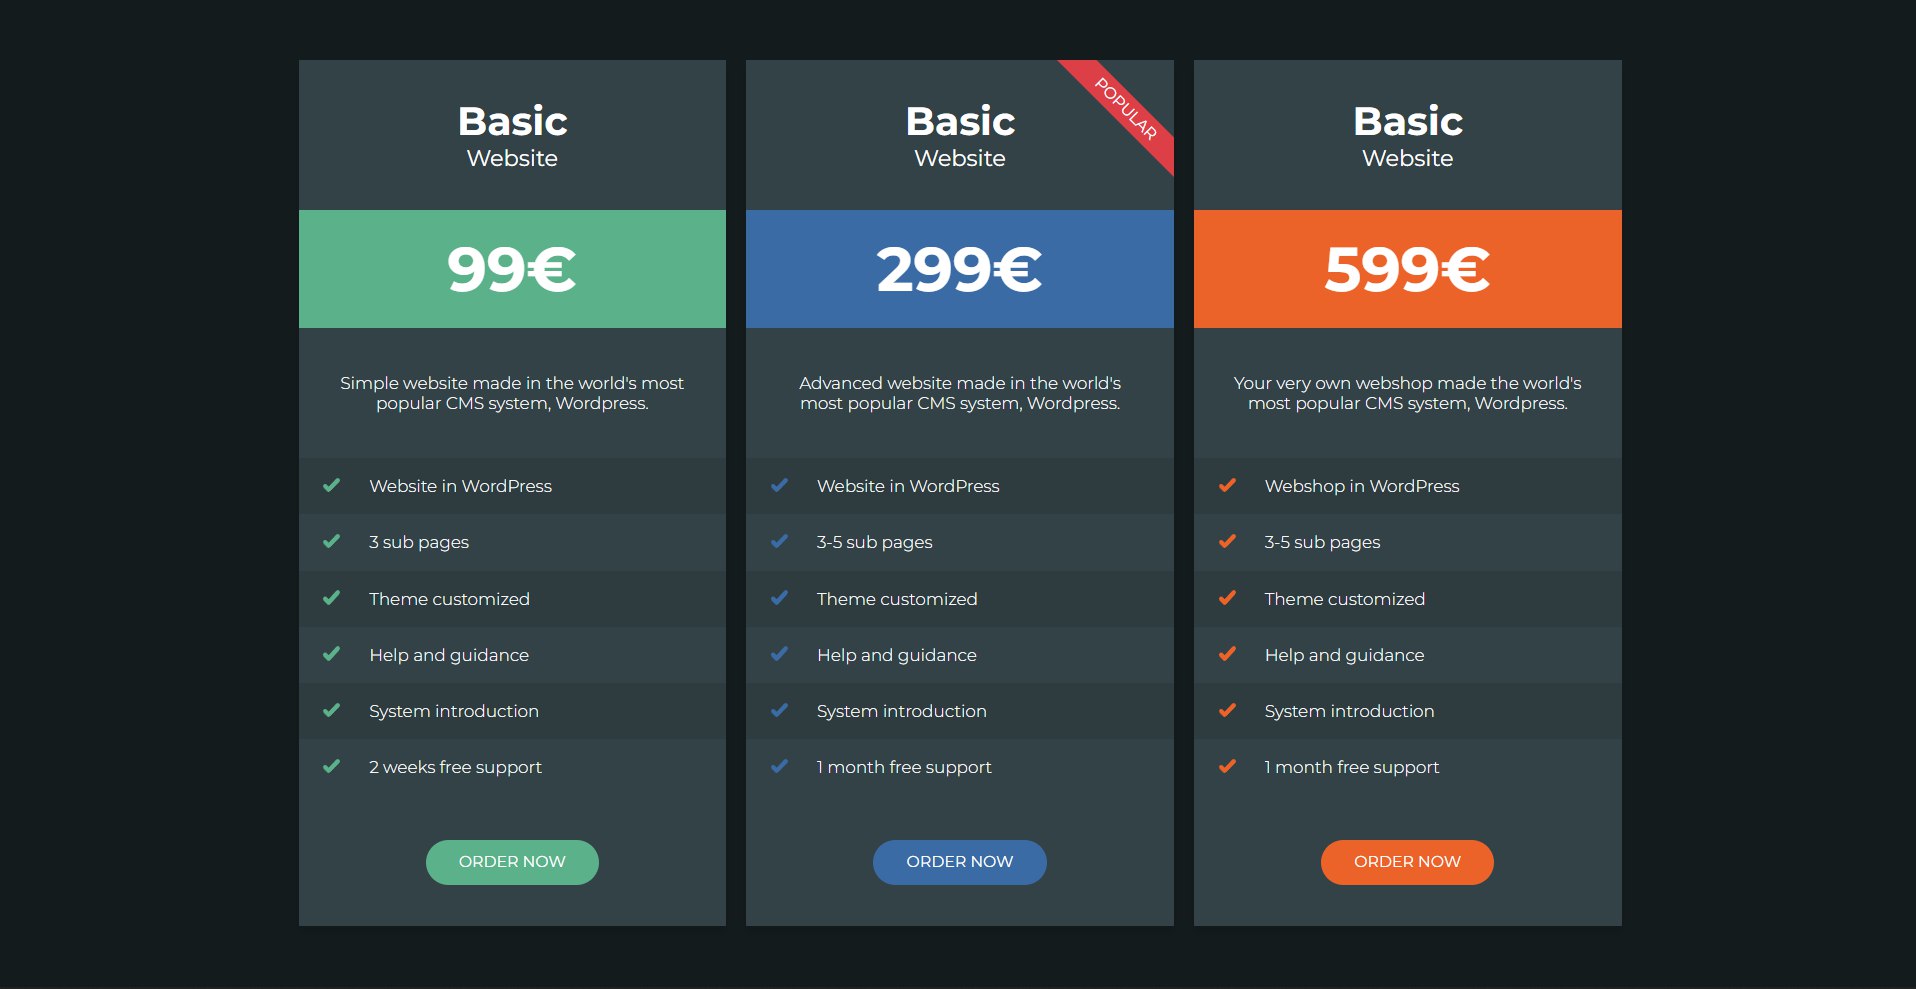 Basic
Website
99€
Simple website made in the world's most
popular CMS system, Wordpress.
Website in WordPress
3 sub pages
Theme customized
Help and guidance
System introduction
2 weeks free support
ORDER NOW
POPULAR
Basic
Website
299€
Advanced website made in the world's
most popular CMS system, Wordpress.
Website in WordPress
3-5 sub pages
Theme customized
Help and guidance
System introduction
1 month free support
ORDER NOW
Basic
Website
599€
Your very own webshop made the world's
most popular CMS system, Wordpress.
Webshop in WordPress
3-5 sub pages
Theme customized
Help and guidance
System introduction
1 month free support
ORDER NOW